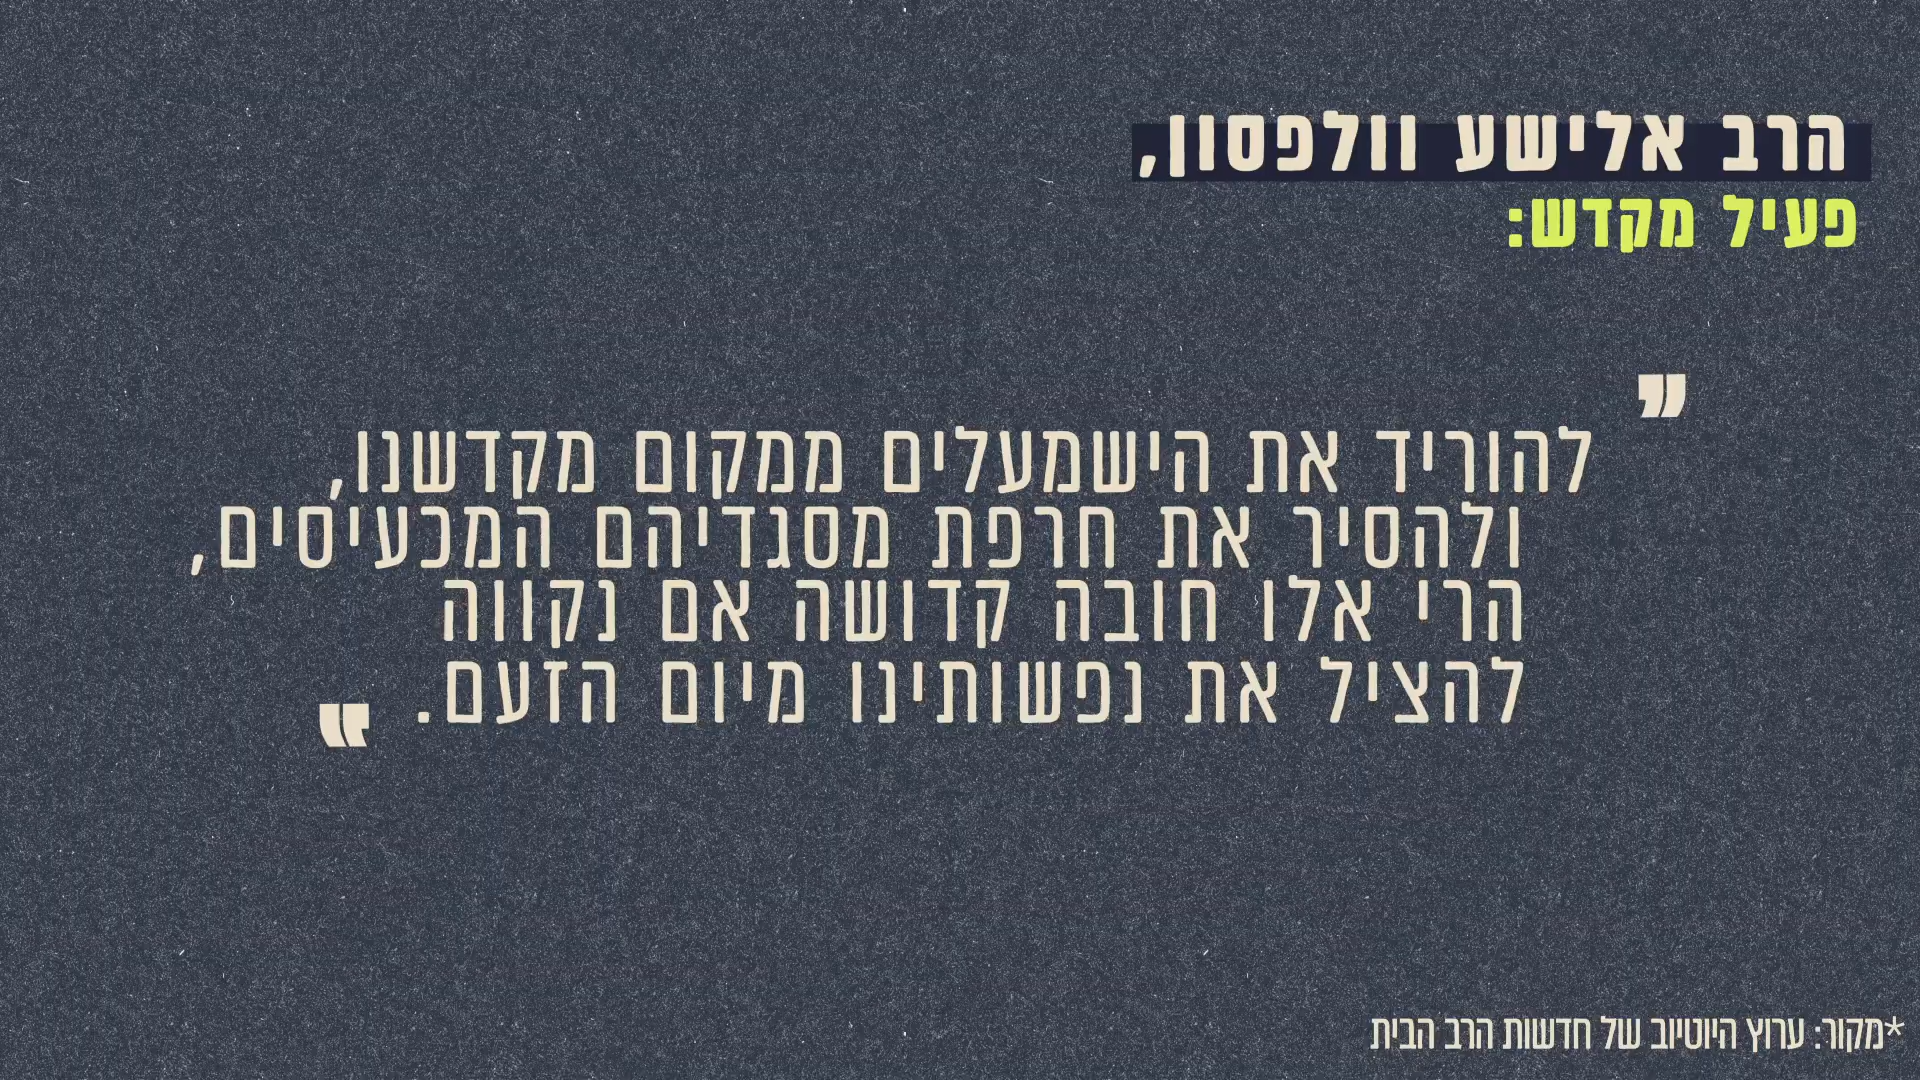 הרב אלישע וולפסון,
פעיל מקדש:
"להוריד את הישמעלים ממקום מקדשנו,
ולהסיר את חרפת מסגדיהם המכעיסים,
הרי אלו חובה קדושה אם נקווה
להציל את נפשותינו מיום הזעם."
*מקור: ערוץ היוטיוב של חדשות הרב הבית